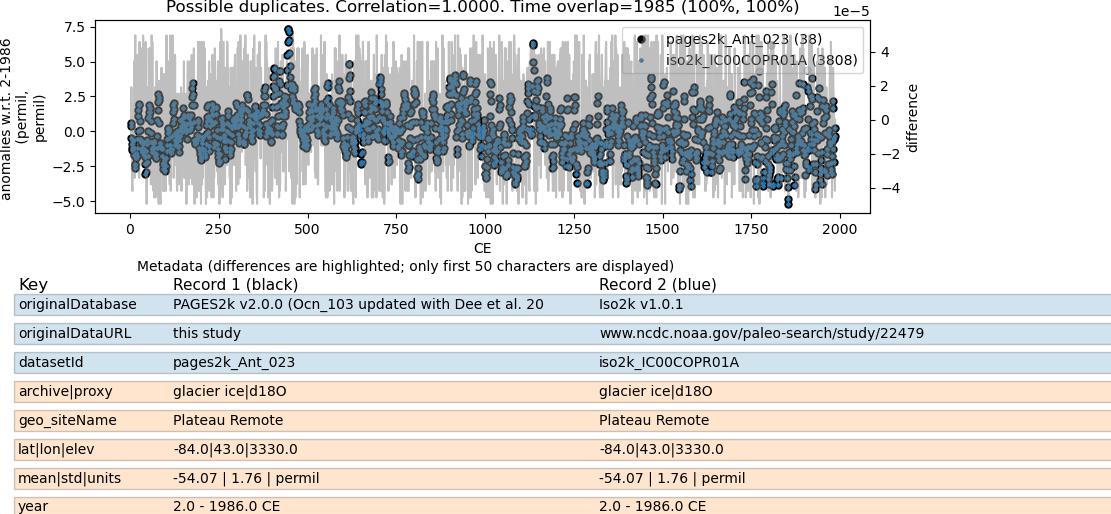 Possible duplicates. Correlation=1.0000. Time overlap=1985 (100%, 100%)
1e−5
7.5
5.0
2.5
0.0
−2.5
−5.0
anomalies w.r.t. 2-1986
(permil,
permil)
pages2k_Ant_023 (38)
iso2k_IC00COPR01A (3808)
4
2
0
−2
−4
difference
0 250 500 750 1000 1250 1500 1750 2000
CE
Metadata (differences are highlighted; only first 50 characters are displayed)
Key Record 1 (black) Record 2 (blue)
originalDatabase PAGES2k v2.0.0 (Ocn_103 updated with Dee et al. 20 Iso2k v1.0.1
originalDataURL this study www.ncdc.noaa.gov/paleo-search/study/22479
datasetId pages2k_Ant_023 iso2k_IC00COPR01A
archive|proxy glacier ice|d18O glacier ice|d18O
geo_siteName Plateau Remote Plateau Remote
lat|lon|elev -84.0|43.0|3330.0 -84.0|43.0|3330.0
mean|std|units -54.07 | 1.76 | permil -54.07 | 1.76 | permil
year 2.0 - 1986.0 CE 2.0 - 1986.0 CE